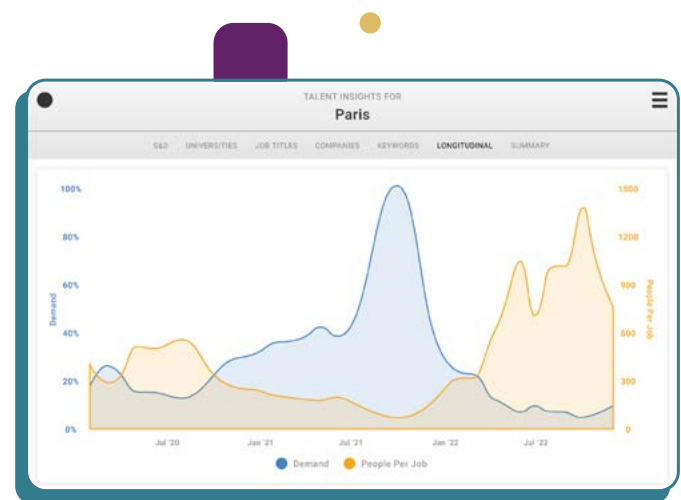 TALENT INSIGHTS FOR
Paris
S&D UNIVERSITIES JOB TITLES COMPANIES KEYWORDS LONGITUDINAL SUMMARY
100% 1500
80% 1200
60% 900
40% 600
20% 300
0% 0
Demand
People Per Job
Jul '20 Jan '21 Jul '21 Jan '22 Jul '22
Demand People Per Job